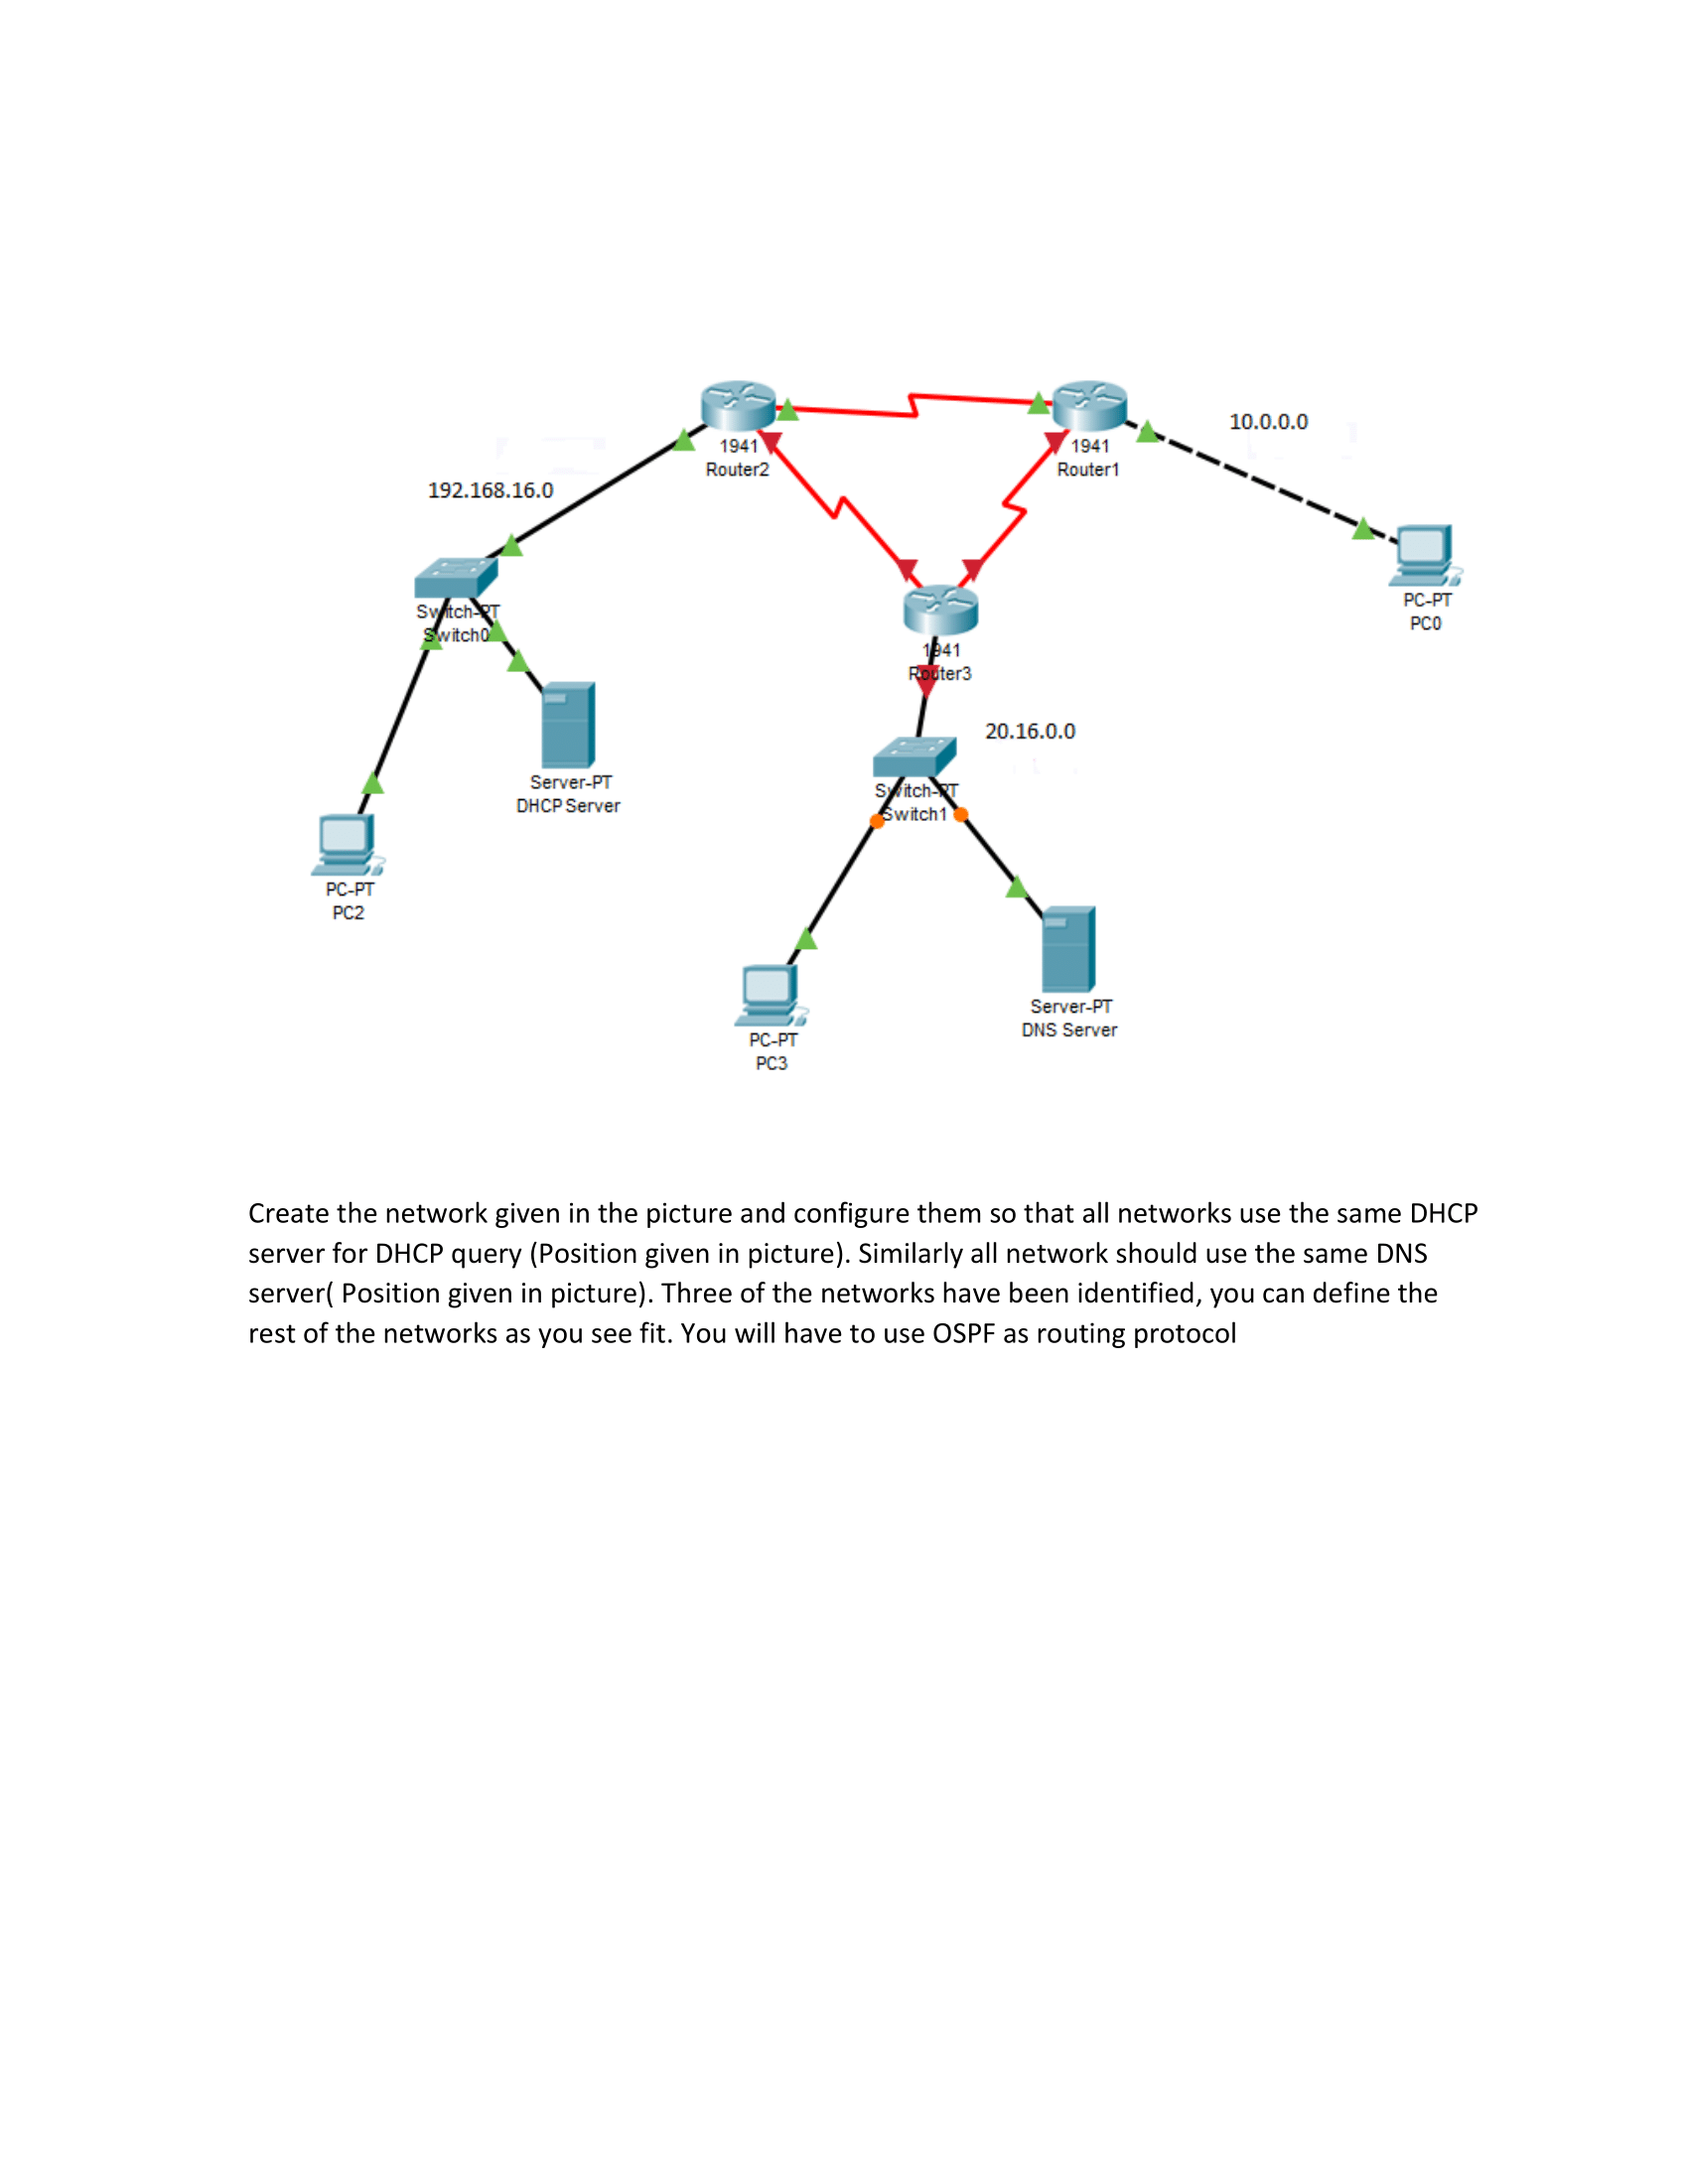 1941
Router2
1941
Router1
10.0.0.0
192.168.16.0
Switch-PT
Switch0
PC-PT
PC0
1941
Router3
20.16.0.0
Server-PT
DHCP Server
Switch-PT
Switch1
PC-PT
PC2
Server-PT
DNS Server
PC-PT
PC3
Create the network given in the picture and configure them so that all networks use the same DHCP
server for DHCP query (Position given in picture). Similarly all network should use the same DNS
server( Position given in picture). Three of the networks have been identified, you can define the
rest of the networks as you see fit. You will have to use OSPF as routing protocol